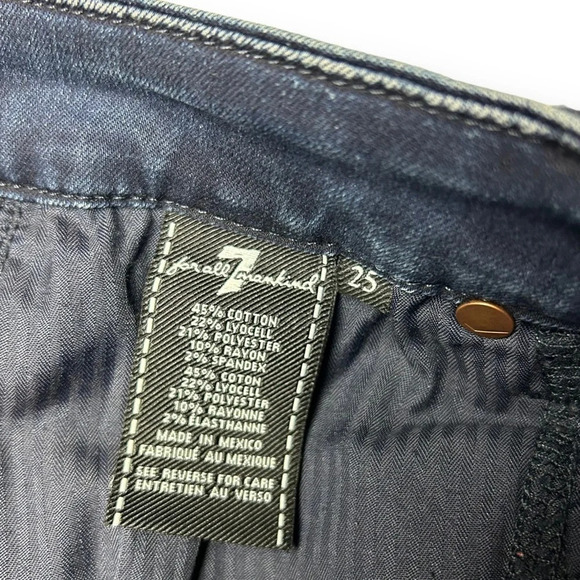 7
for all mankind
25
45% COTTON
22% LYOCELL
21% POLYESTER
10% RAYON
2% SPANDEX
45% COTON
22% LYOCELL
21% POLYESTER
10% RAYONNE
2% ELASTHANNE
MADE IN MEXICO
FABRIQUÉ AU MEXIQUE
SEE REVERSE FOR CARE
ENTRETIEN AU VERSO